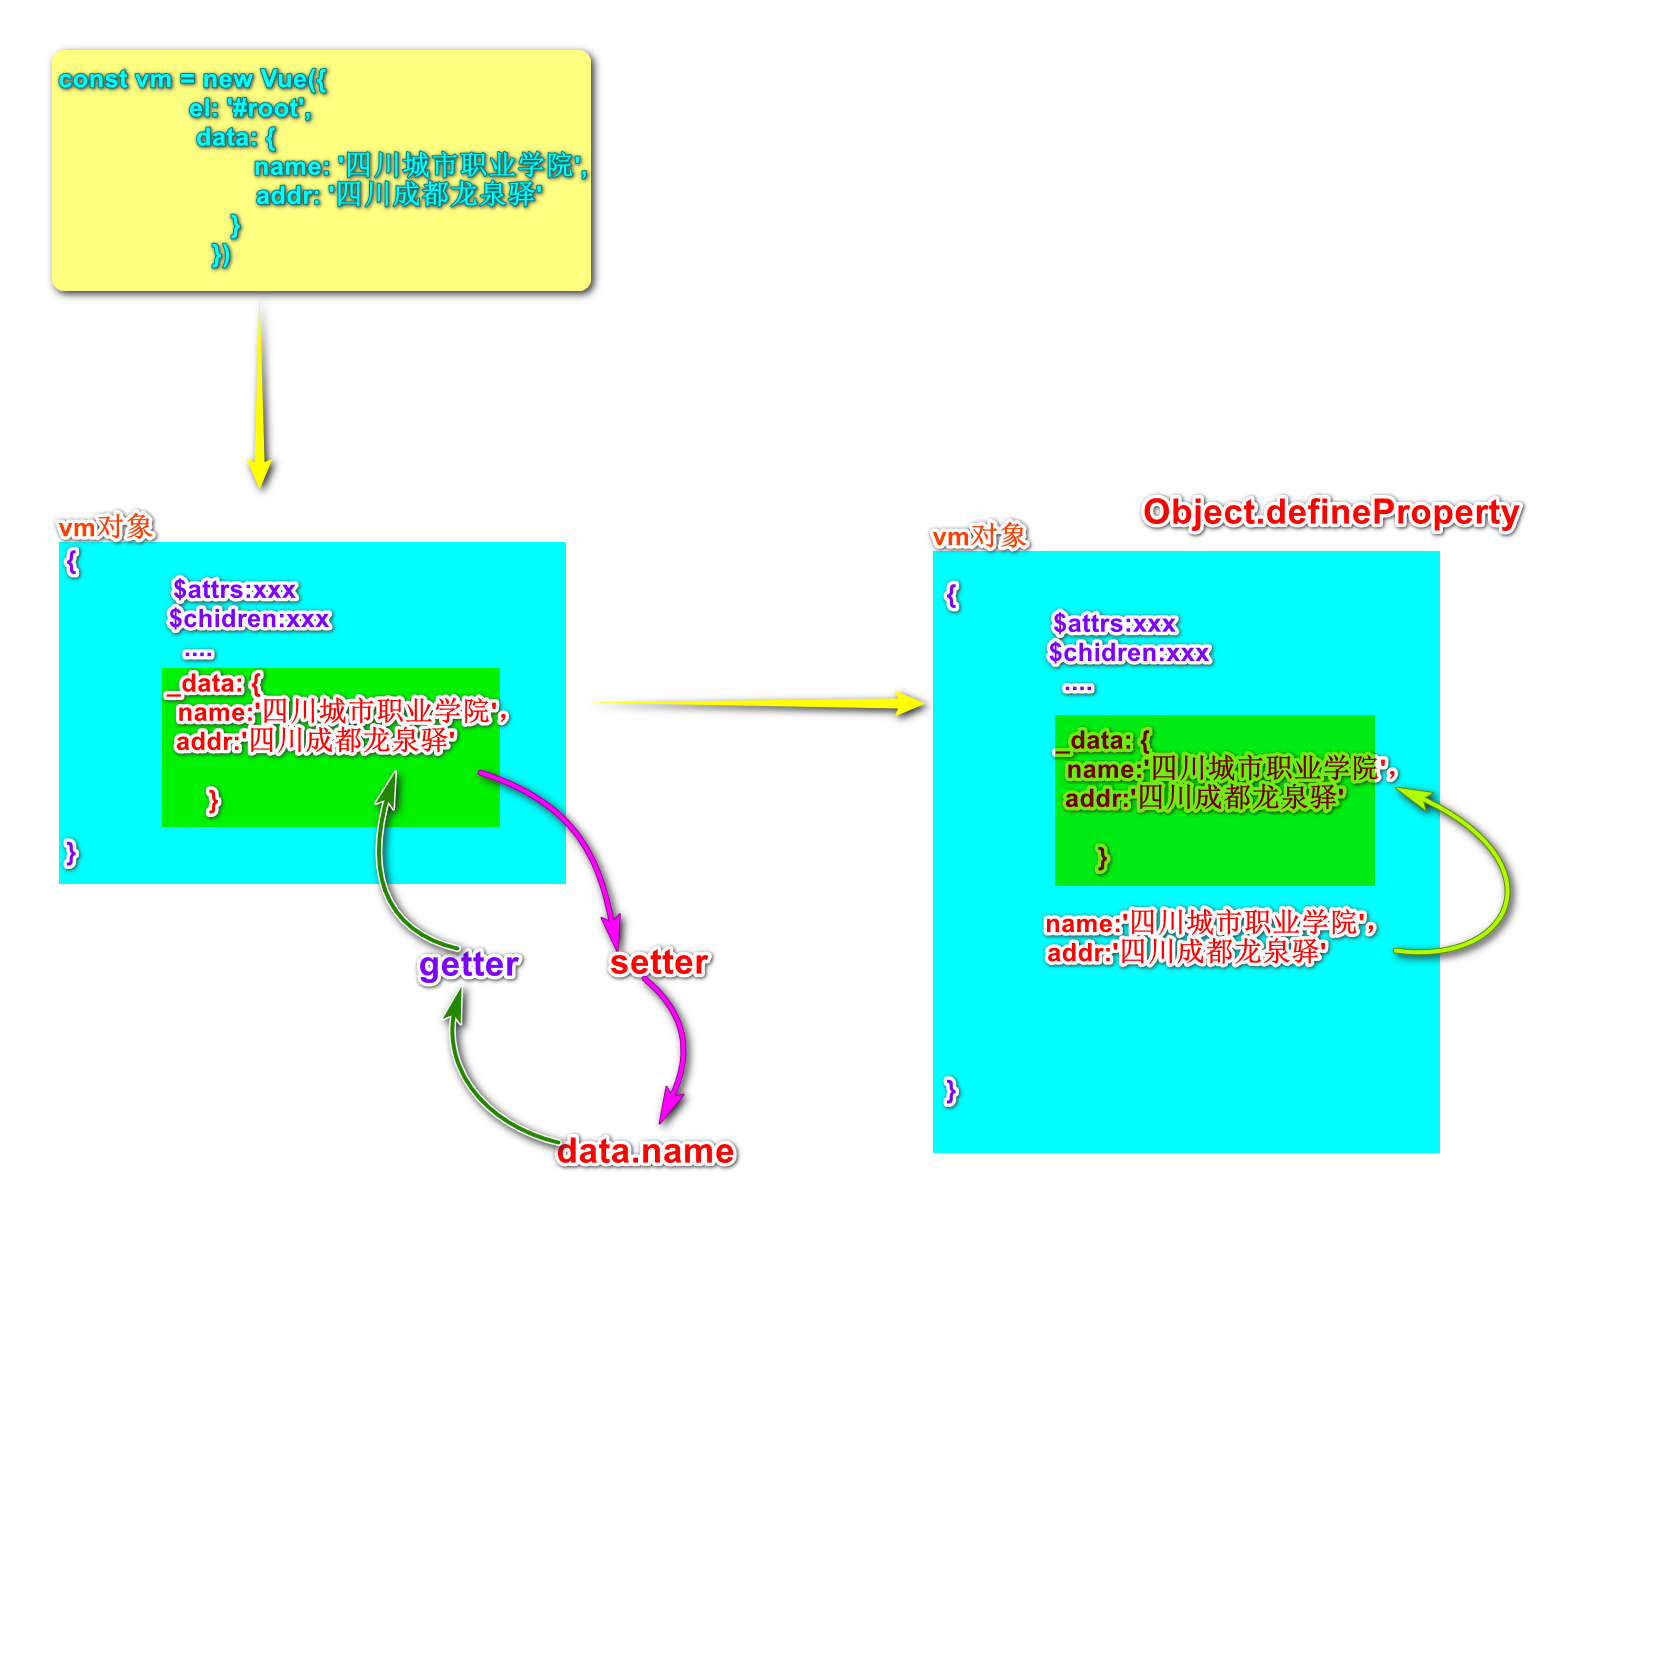 const vm = new Vue({
el: '#root',
data: {
name: '四川城市职业学院',
addr: '四川成都龙泉驿'
}
})
vm对象
{
$attrs:xxx
$chidren:xxx
....
_data: {
name:'四川城市职业学院',
addr:'四川成都龙泉驿'
}
}
getter
setter
data.name
Object.defineProperty
vm对象
{
$attrs:xxx
$chidren:xxx
....
_data: {
name:'四川城市职业学院',
addr:'四川成都龙泉驿'
}
name:'四川城市职业学院',
addr:'四川成都龙泉驿'
}